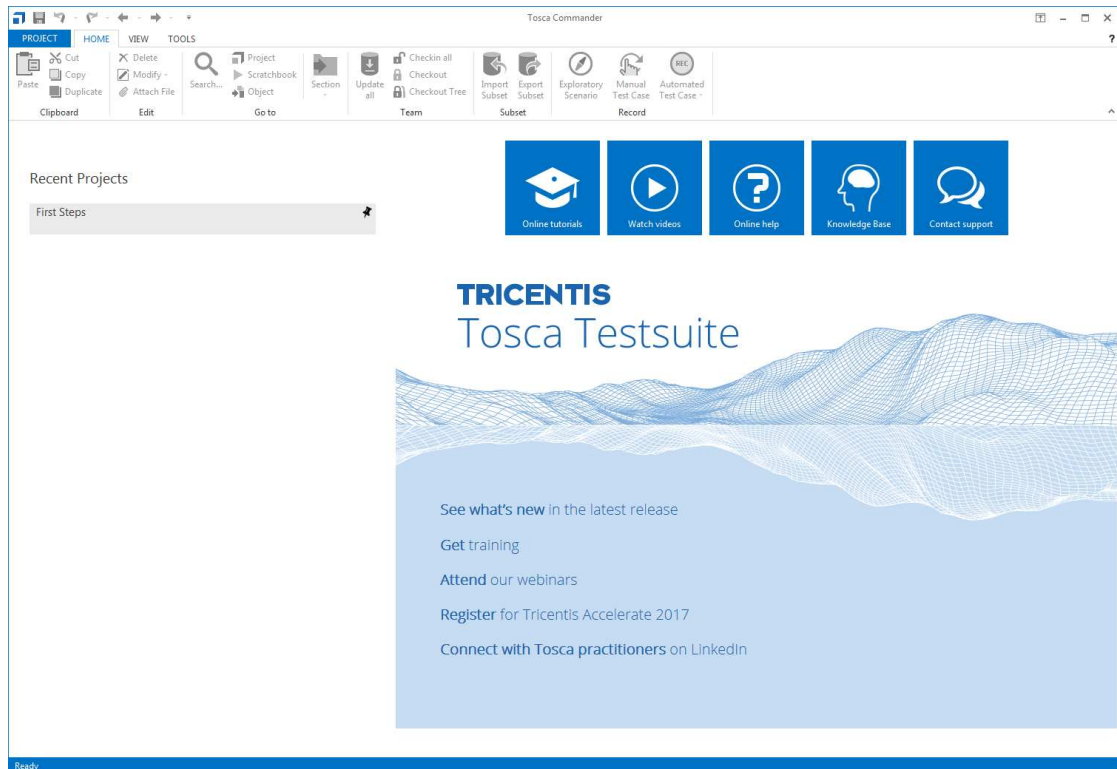 Tosca Commander
PROJECT HOME VIEW TOOLS
?
Paste
Cut
Copy
Duplicate
Clipboard
Delete
Modify
Attach File
Edit
Search...
Project
Scratchbook
Object
Go to
Section
Update all
Checkin all
Checkout
Checkout Tree
Team
Import Subset
Export Subset
Subset
Exploratory Scenario
Manual Test Case
REC
Automated Test Case
Record
Recent Projects
First Steps
Online tutorials
Watch videos
?
Online help
Knowledge Base
Contact support
TRICENTIS
Tosca Testsuite
See what's new in the latest release
Get training
Attend our webinars
Register for Tricentis Accelerate 2017
Connect with Tosca practitioners on LinkedIn
Ready